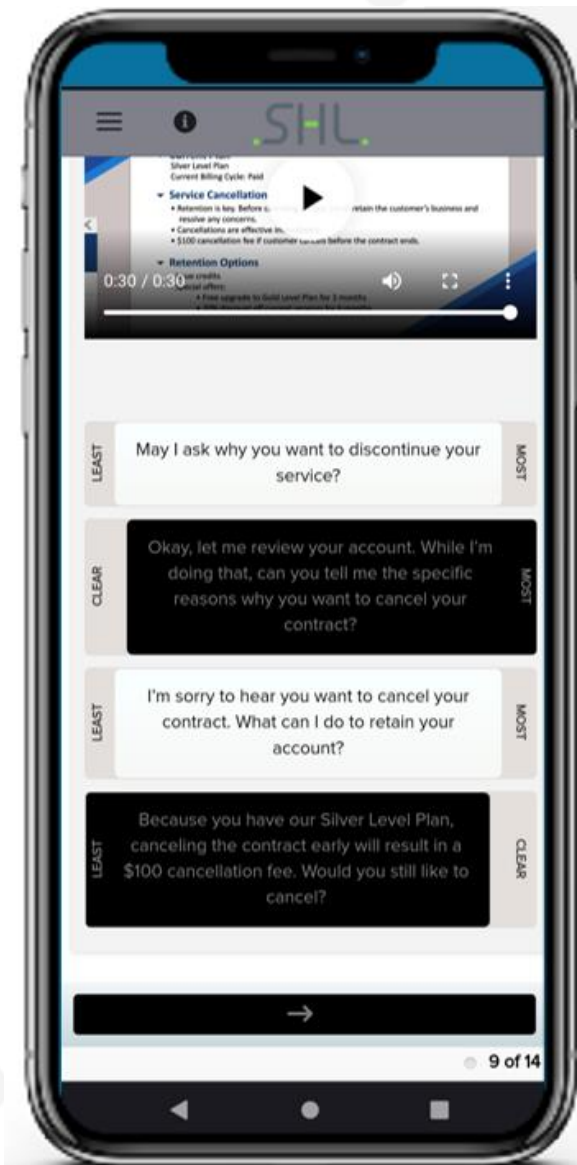 .SHL.
Silver Level Plan
Current Billing Cycle: Paid
Service Cancellation
• Retention is key. Before retain the customer's business and
resolve any concerns.
• Cancellations are effective
• $100 cancellation fee if customer before the contract ends.
Retention Options
credits
offers:
• Free upgrade to Gold Level Plan for 3 months
0:30 / 0:30
LEAST
May I ask why you want to discontinue your
service?
MOST
CLEAR
Okay, let me review your account. While I'm
doing that, can you tell me the specific
reasons why you want to cancel your
contract?
MOST
LEAST
I'm sorry to hear you want to cancel your
contract. What can I do to retain your
account?
MOST
LEAST
Because you have our Silver Level Plan,
canceling the contract early will result in a
$100 cancellation fee. Would you still like to
cancel?
CLEAR
9 of 14